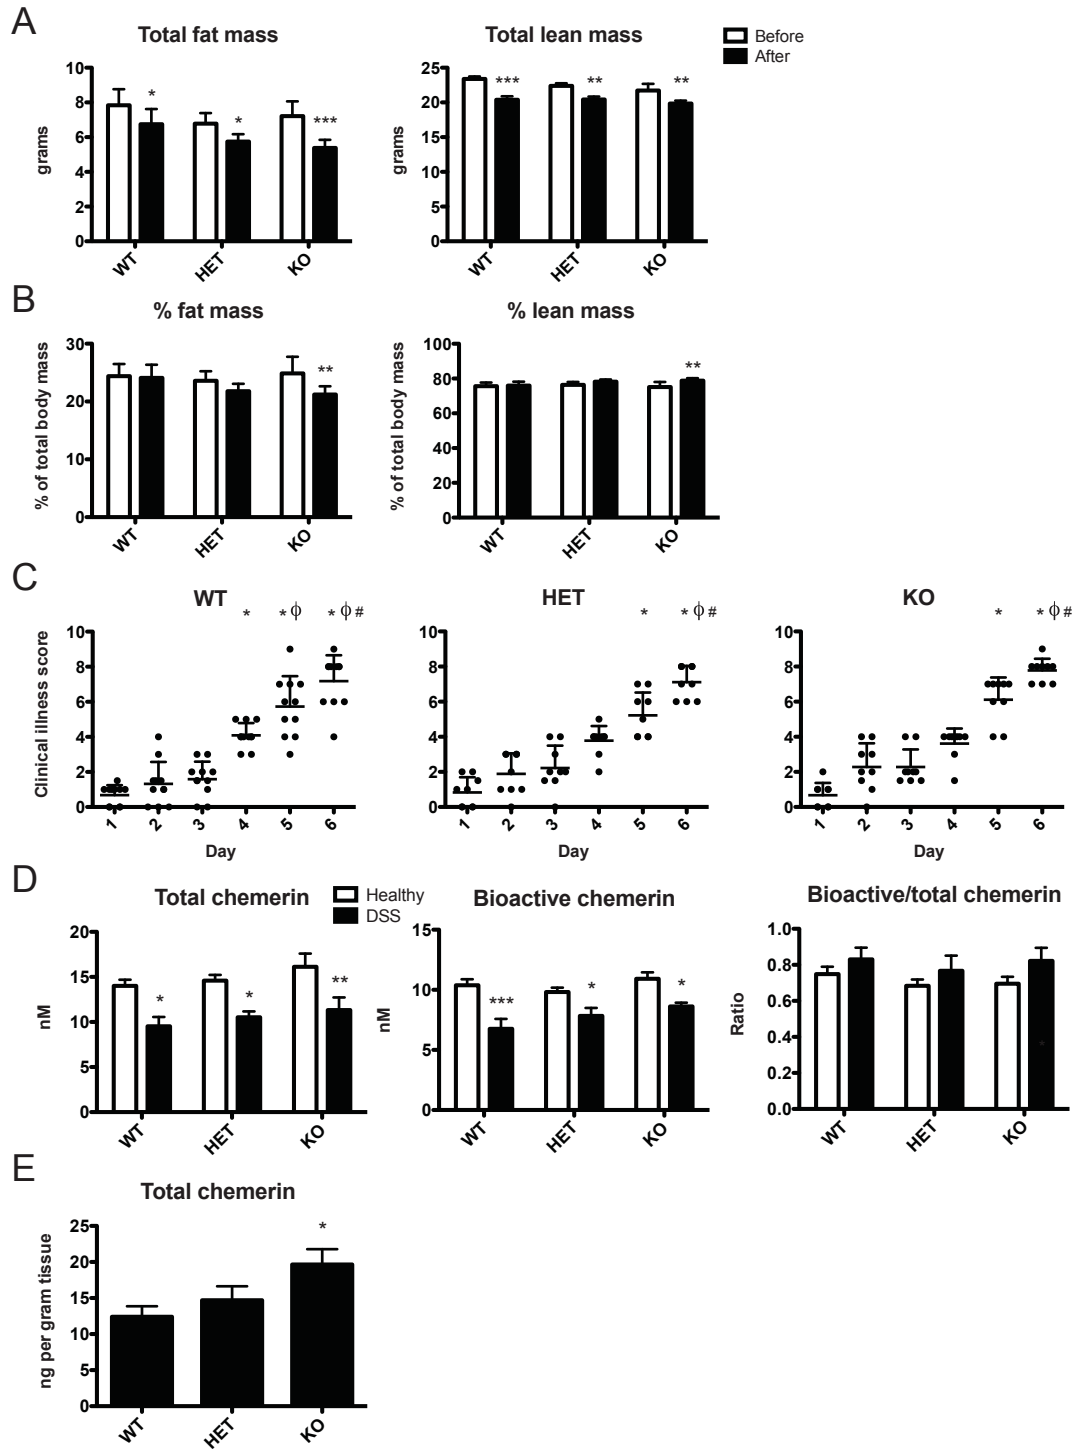 A
Total fat mass
Total lean mass
Before
After
grams
10
8
6
4
2
0
*
*
***
WT
HET
KO
grams
25
20
15
10
5
0
***
**
**
WT
HET
KO
B
% fat mass
% lean mass
% of total body mass
30
20
10
0
**
WT
HET
KO
% of total body mass
100
80
60
40
20
0
**
WT
HET
KO
C
WT
HET
KO
* * ϕ * ϕ #
* * ϕ #
* * ϕ #
Clinical illness score
10
8
6
4
2
0
1 2 3 4 5 6
Day
10
8
6
4
2
0
1 2 3 4 5 6
Day
10
8
6
4
2
0
1 2 3 4 5 6
Day
D
Total chemerin
Healthy
DSS
Bioactive chemerin
Bioactive/total chemerin
nM
20
15
10
5
0
*
*
**
WT
HET
KO
nM
15
10
5
0
***
*
*
WT
HET
KO
Ratio
1.0
0.8
0.6
0.4
0.2
0.0
*
WT
HET
KO
E
Total chemerin
ng per gram tissue
25
20
15
10
5
0
*
WT
HET
KO